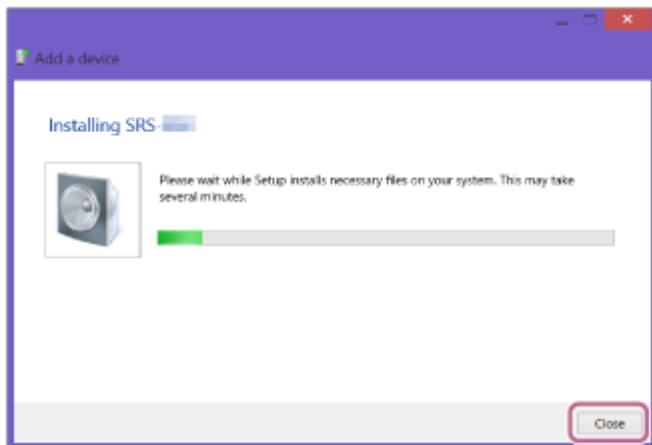 Add a device
Installing SRS-
Please wait while Setup installs necessary files on your system. This may take
several minutes.
Close